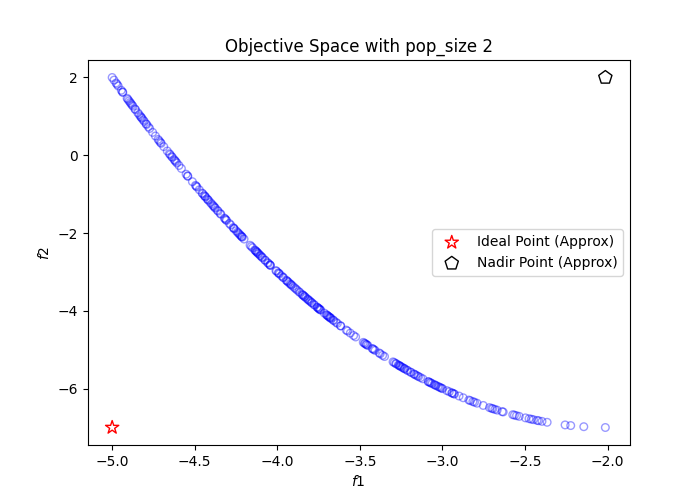 Objective Space with pop_size 2
2
0
−2
−4
−6
f2
Ideal Point (Approx)
Nadir Point (Approx)
−5.0 −4.5 −4.0 −3.5 −3.0 −2.5 −2.0
f1